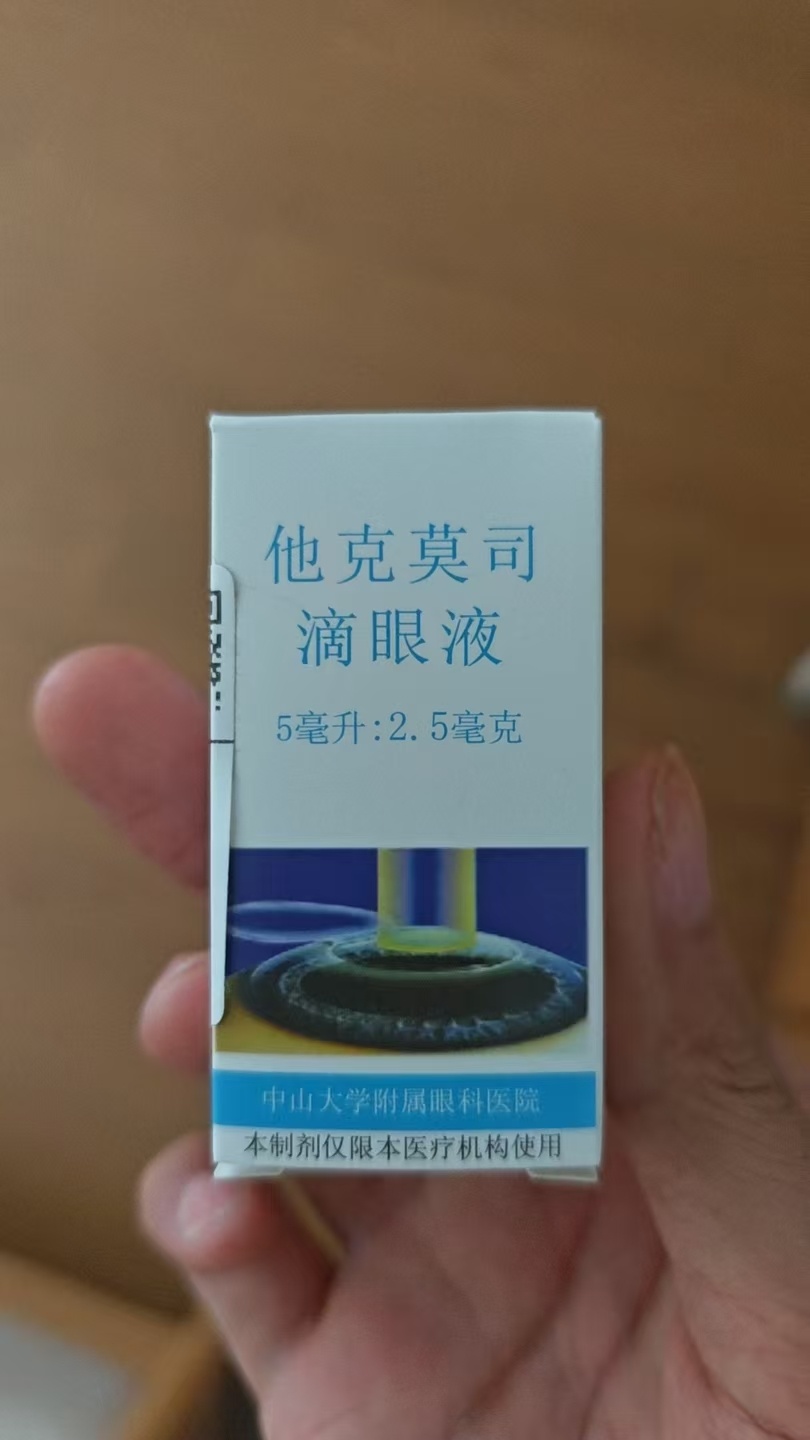 他克莫司
滴眼液
5毫升:2.5毫克
中山大学附属眼科医院
本制剂仅限本医疗机构使用